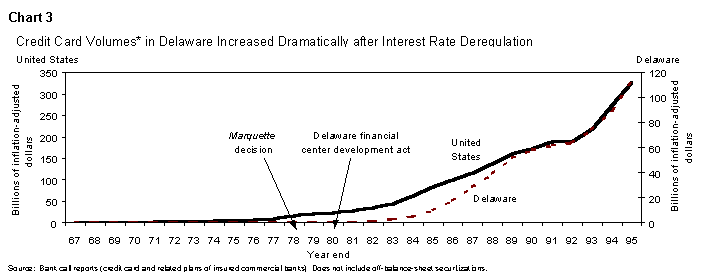 Chart 3
Credit Card Volumes* in Delaware Increased Dramatically after Interest Rate Deregulation
United States
Delaware
350
300
250
200
150
100
50
0
Billions of inflation-adjusted
dollars
Marquette
decision
Delaware financial
center development act
United
States
Delaware
120
100
80
60
40
20
0
Billions of inflation-adjusted
dollars
67 68 69 70 71 72 73 74 75 76 77 78 79 80 81 82 83 84 85 86 87 88 89 90 91 92 93 94 95
Year end
Source: Bank call reports (credit card and related plans of insured commercial banks). Does not include off-balance-sheet securitizations.